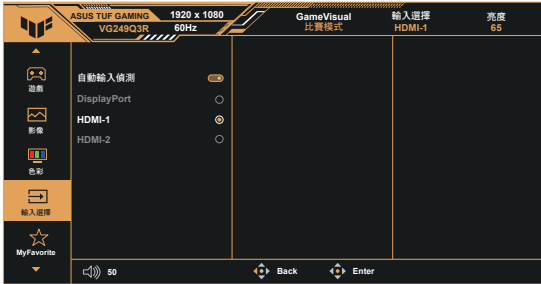 ASUS TUF GAMING
VG249Q3R
1920 x 1080
60Hz
GameVisual
比賽模式
輸入選擇
HDMI-1
亮度
65
遊戲
影像
色彩
輸入選擇
MyFavorite
自動輸入偵測
DisplayPort
HDMI-1
HDMI-2
50
Back
Enter